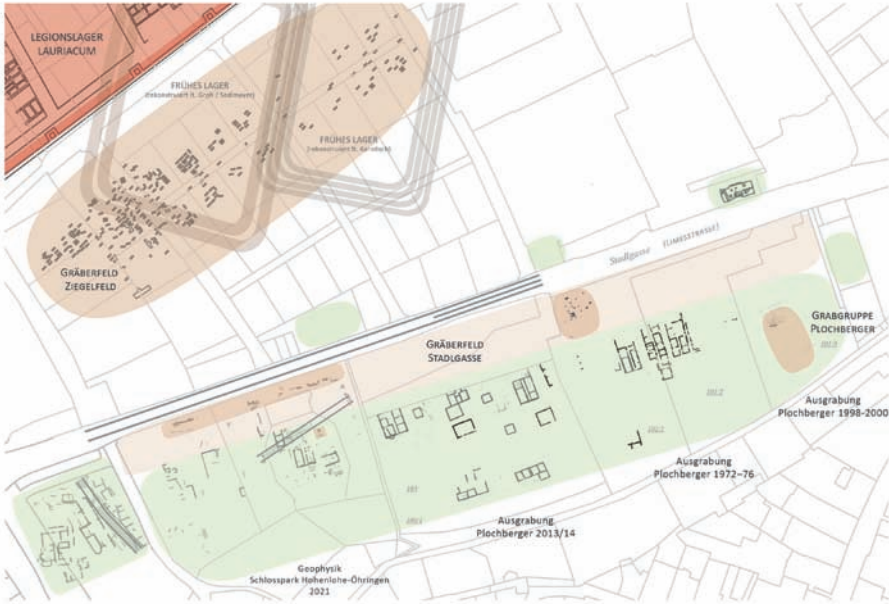 LEGIONSLAGER
LAURIACUM
FRÜHES LAGER
FRÜHES LAGER
GRÄBERFELD
ZIEGELFELD
Stadlgasse (LIMESSTRASSE)
GRÄBERFELD
STADLGASSE
GRABGRUPPE
PLOCHBERGER
Ausgrabung
Plochberger 1998-2000
Ausgrabung
Plochberger 1972–76
Ausgrabung
Plochberger 2013/14
Geophysik
Schlosspark Hohenlohe-Öhringen
2021